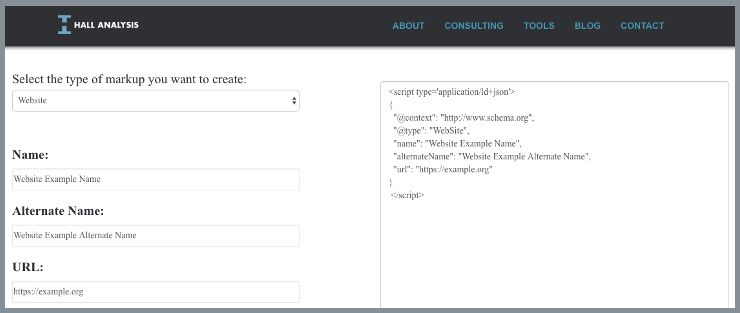 HALL ANALYSIS
ABOUT CONSULTING TOOLS BLOG CONTACT
Select the type of markup you want to create:
Website
Name:
Website Example Name
Alternate Name:
Website Example Alternate Name
URL:
https://example.org
<script type='application/ld+json'>
{
"@context": "http://www.schema.org",
"@type": "WebSite",
"name": "Website Example Name",
"alternateName": "Website Example Alternate Name",
"url": "https://example.org"
}
</script>